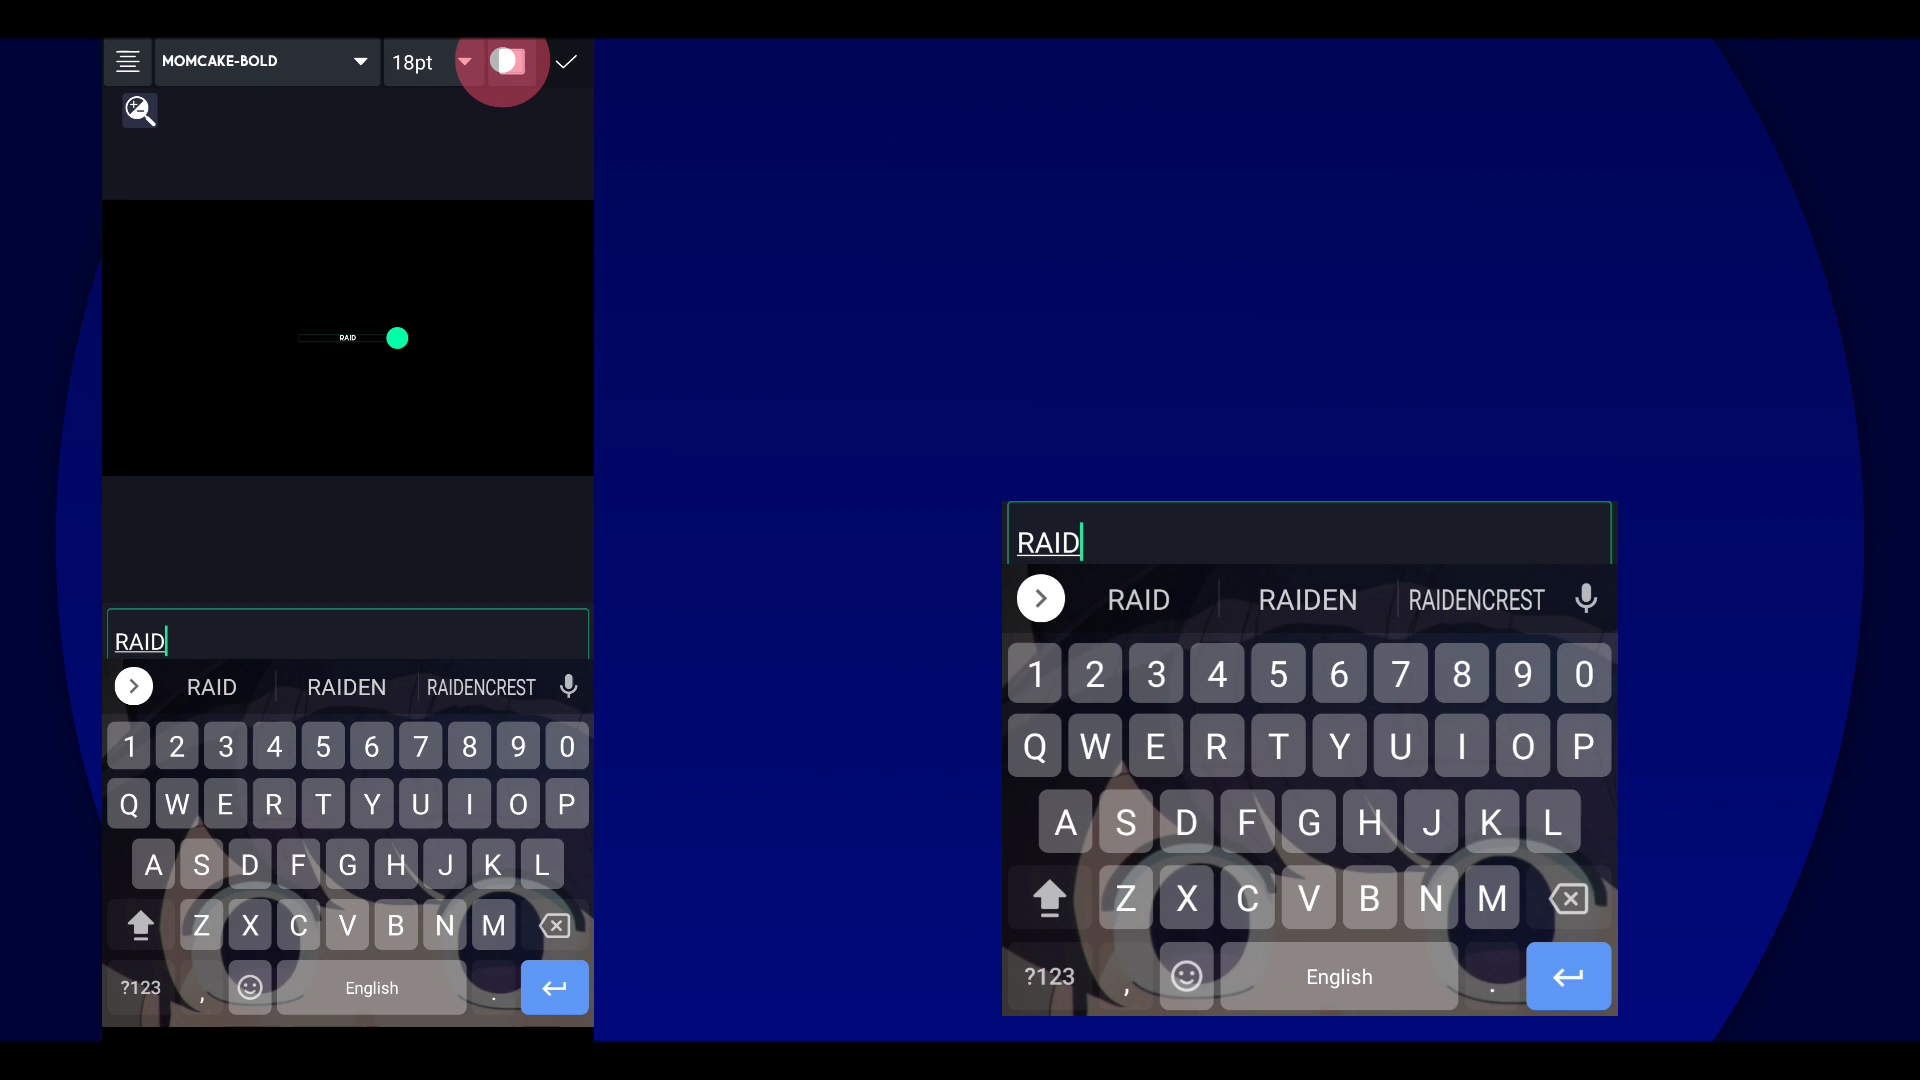 MOMCAKE-BOLD 18pt
RAID
RAID
RAID RAIDEN RAIDENCREST
1 2 3 4 5 6 7 8 9 0
Q W E R T Y U I O P
A S D F G H J K L
Z X C V B N M
?123 , English .
RAID
RAID RAIDEN RAIDENCREST
1 2 3 4 5 6 7 8 9 0
Q W E R T Y U I O P
A S D F G H J K L
Z X C V B N M
?123 , English .